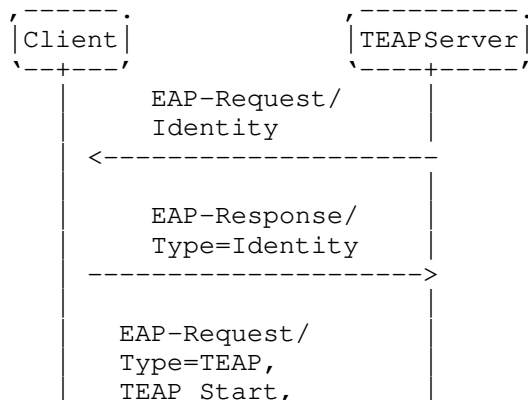 Client TEAPServer
EAP-Request/
Identity
EAP-Response/
Type=Identity
EAP-Request/
Type=TEAP,
TEAP Start,